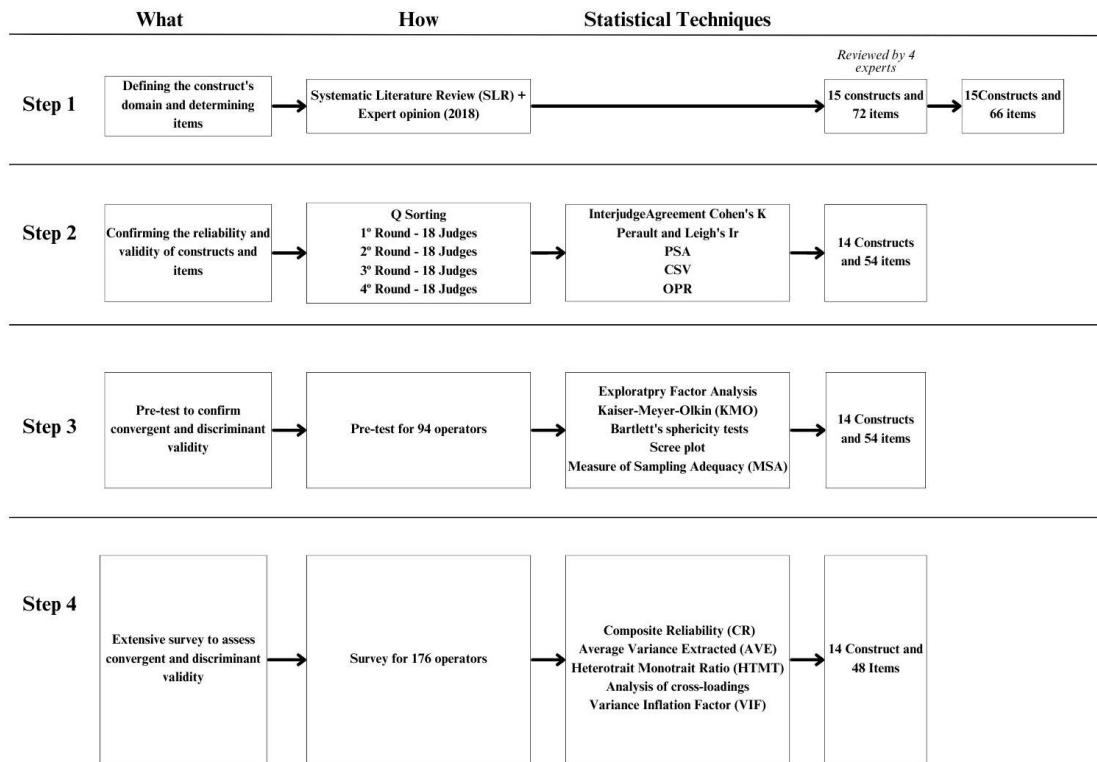 What How Statistical Techniques
Reviewed by 4
experts
Step 1
Defining the construct's
domain and determining
items
Systematic Literature Review (SLR) +
Expert opinion (2018)
15 constructs and
72 items
15Constructs and
66 items
Step 2
Confirming the reliability and
validity of constructs and
items
Q Sorting
1º Round - 18 Judges
2º Round - 18 Judges
3º Round - 18 Judges
4º Round - 18 Judges
InterjudgeAgreement Cohen's K
Perault and Leigh's Ir
PSA
CSV
OPR
14 Constructs
and 54 items
Step 3
Pre-test to confirm
convergent and discriminant
validity
Pre-test for 94 operators
Exploratpry Factor Analysis
Kaiser-Meyer-Olkin (KMO)
Bartlett's sphericity tests
Scree plot
Measure of Sampling Adequacy (MSA)
14 Constructs
and 54 items
Step 4
Extensive survey to assess
convergent and discriminant
validity
Survey for 176 operators
Composite Reliability (CR)
Average Variance Extracted (AVE)
Heterotrait Monotrait Ratio (HTMT)
Analysis of cross-loadings
Variance Inflation Factor (VIF)
14 Construct and
48 Items